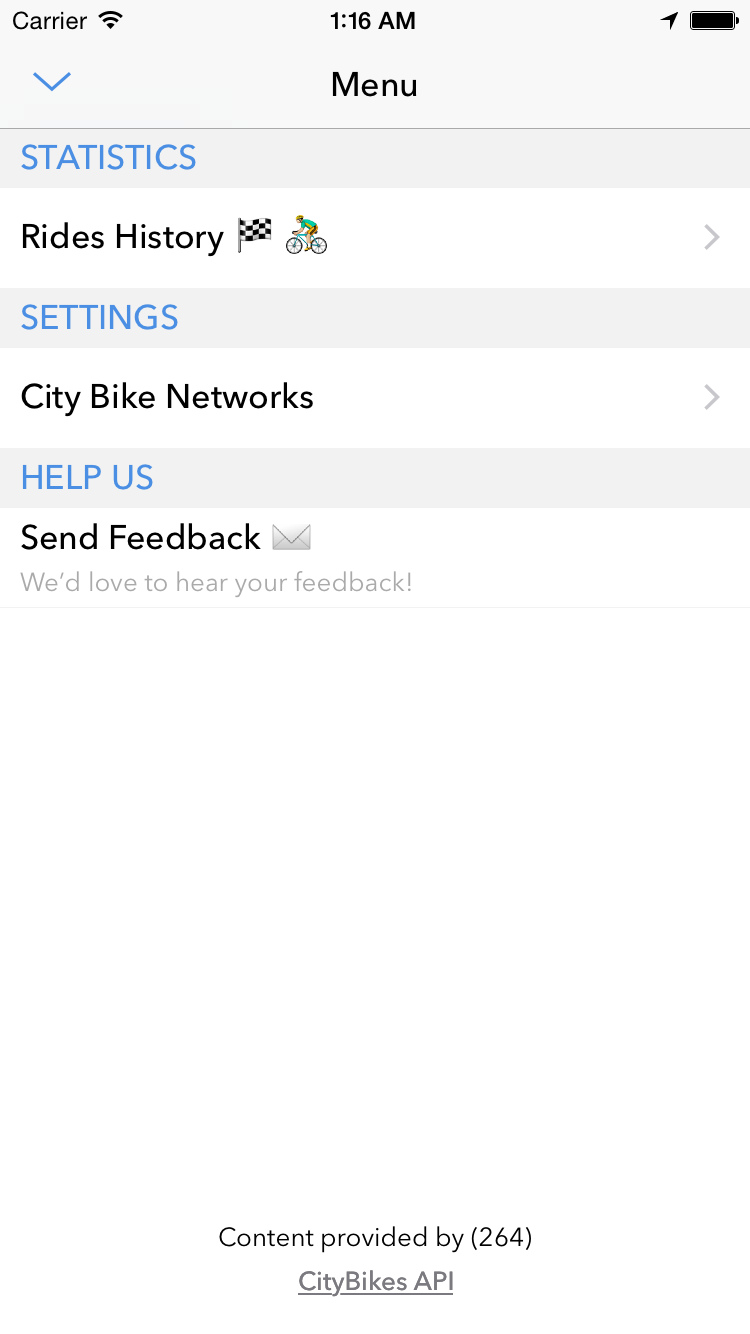 Carrier 1:16 AM
Menu
STATISTICS
Rides History 🏁 🚴
SETTINGS
City Bike Networks
HELP US
Send Feedback ✉️
We’d love to hear your feedback!
Content provided by (264)
CityBikes API